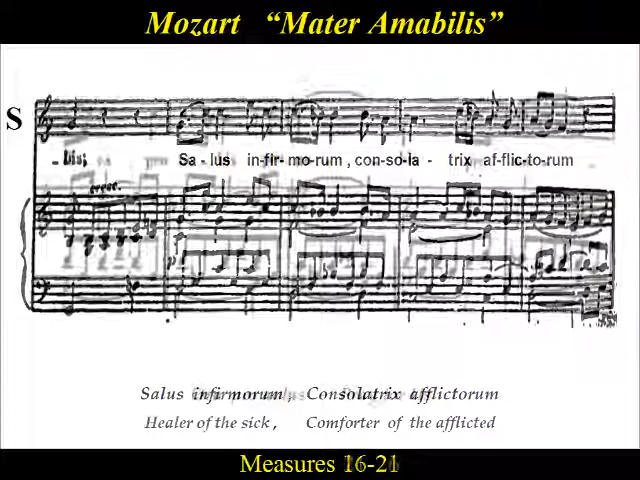 Mozart “Mater Amabilis”
S
Sa - lus in-fir- mo-rum , con-so-la - trix af-flic-to-rum
cresc.
p
Salus infirmorum , Consolatrix afflictorum
Healer of the sick , Comforter of the afflicted
Measures 16-21